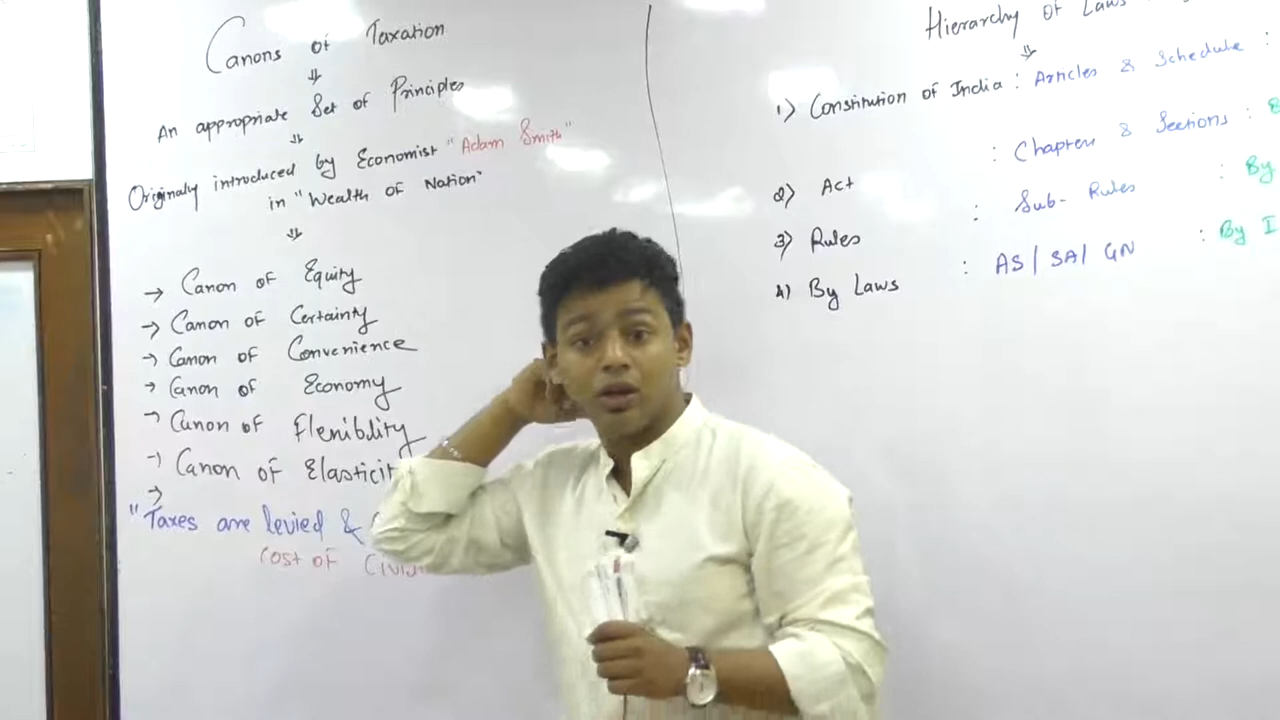 Canons of Taxation
⇓
An appropriate Set of Principles
⇓
Originaly introduced by Economist "Adam Smith"
in "Wealth of Nation"
⇓
→ Canon of Equity
→ Canon of Certainty
→ Canon of Convenience
→ Canon of Economy
→ Canon of Flexibility
→ Canon of
→
"Taxes are levied &
Cost of
Hierarchy of Laws
⇓
1) Constitution of India : Articles & Schedule :
2) Act : Chapters & Sections :
3) Rules : Sub-Rules : By
4) By Laws : AS / SA / GN : By